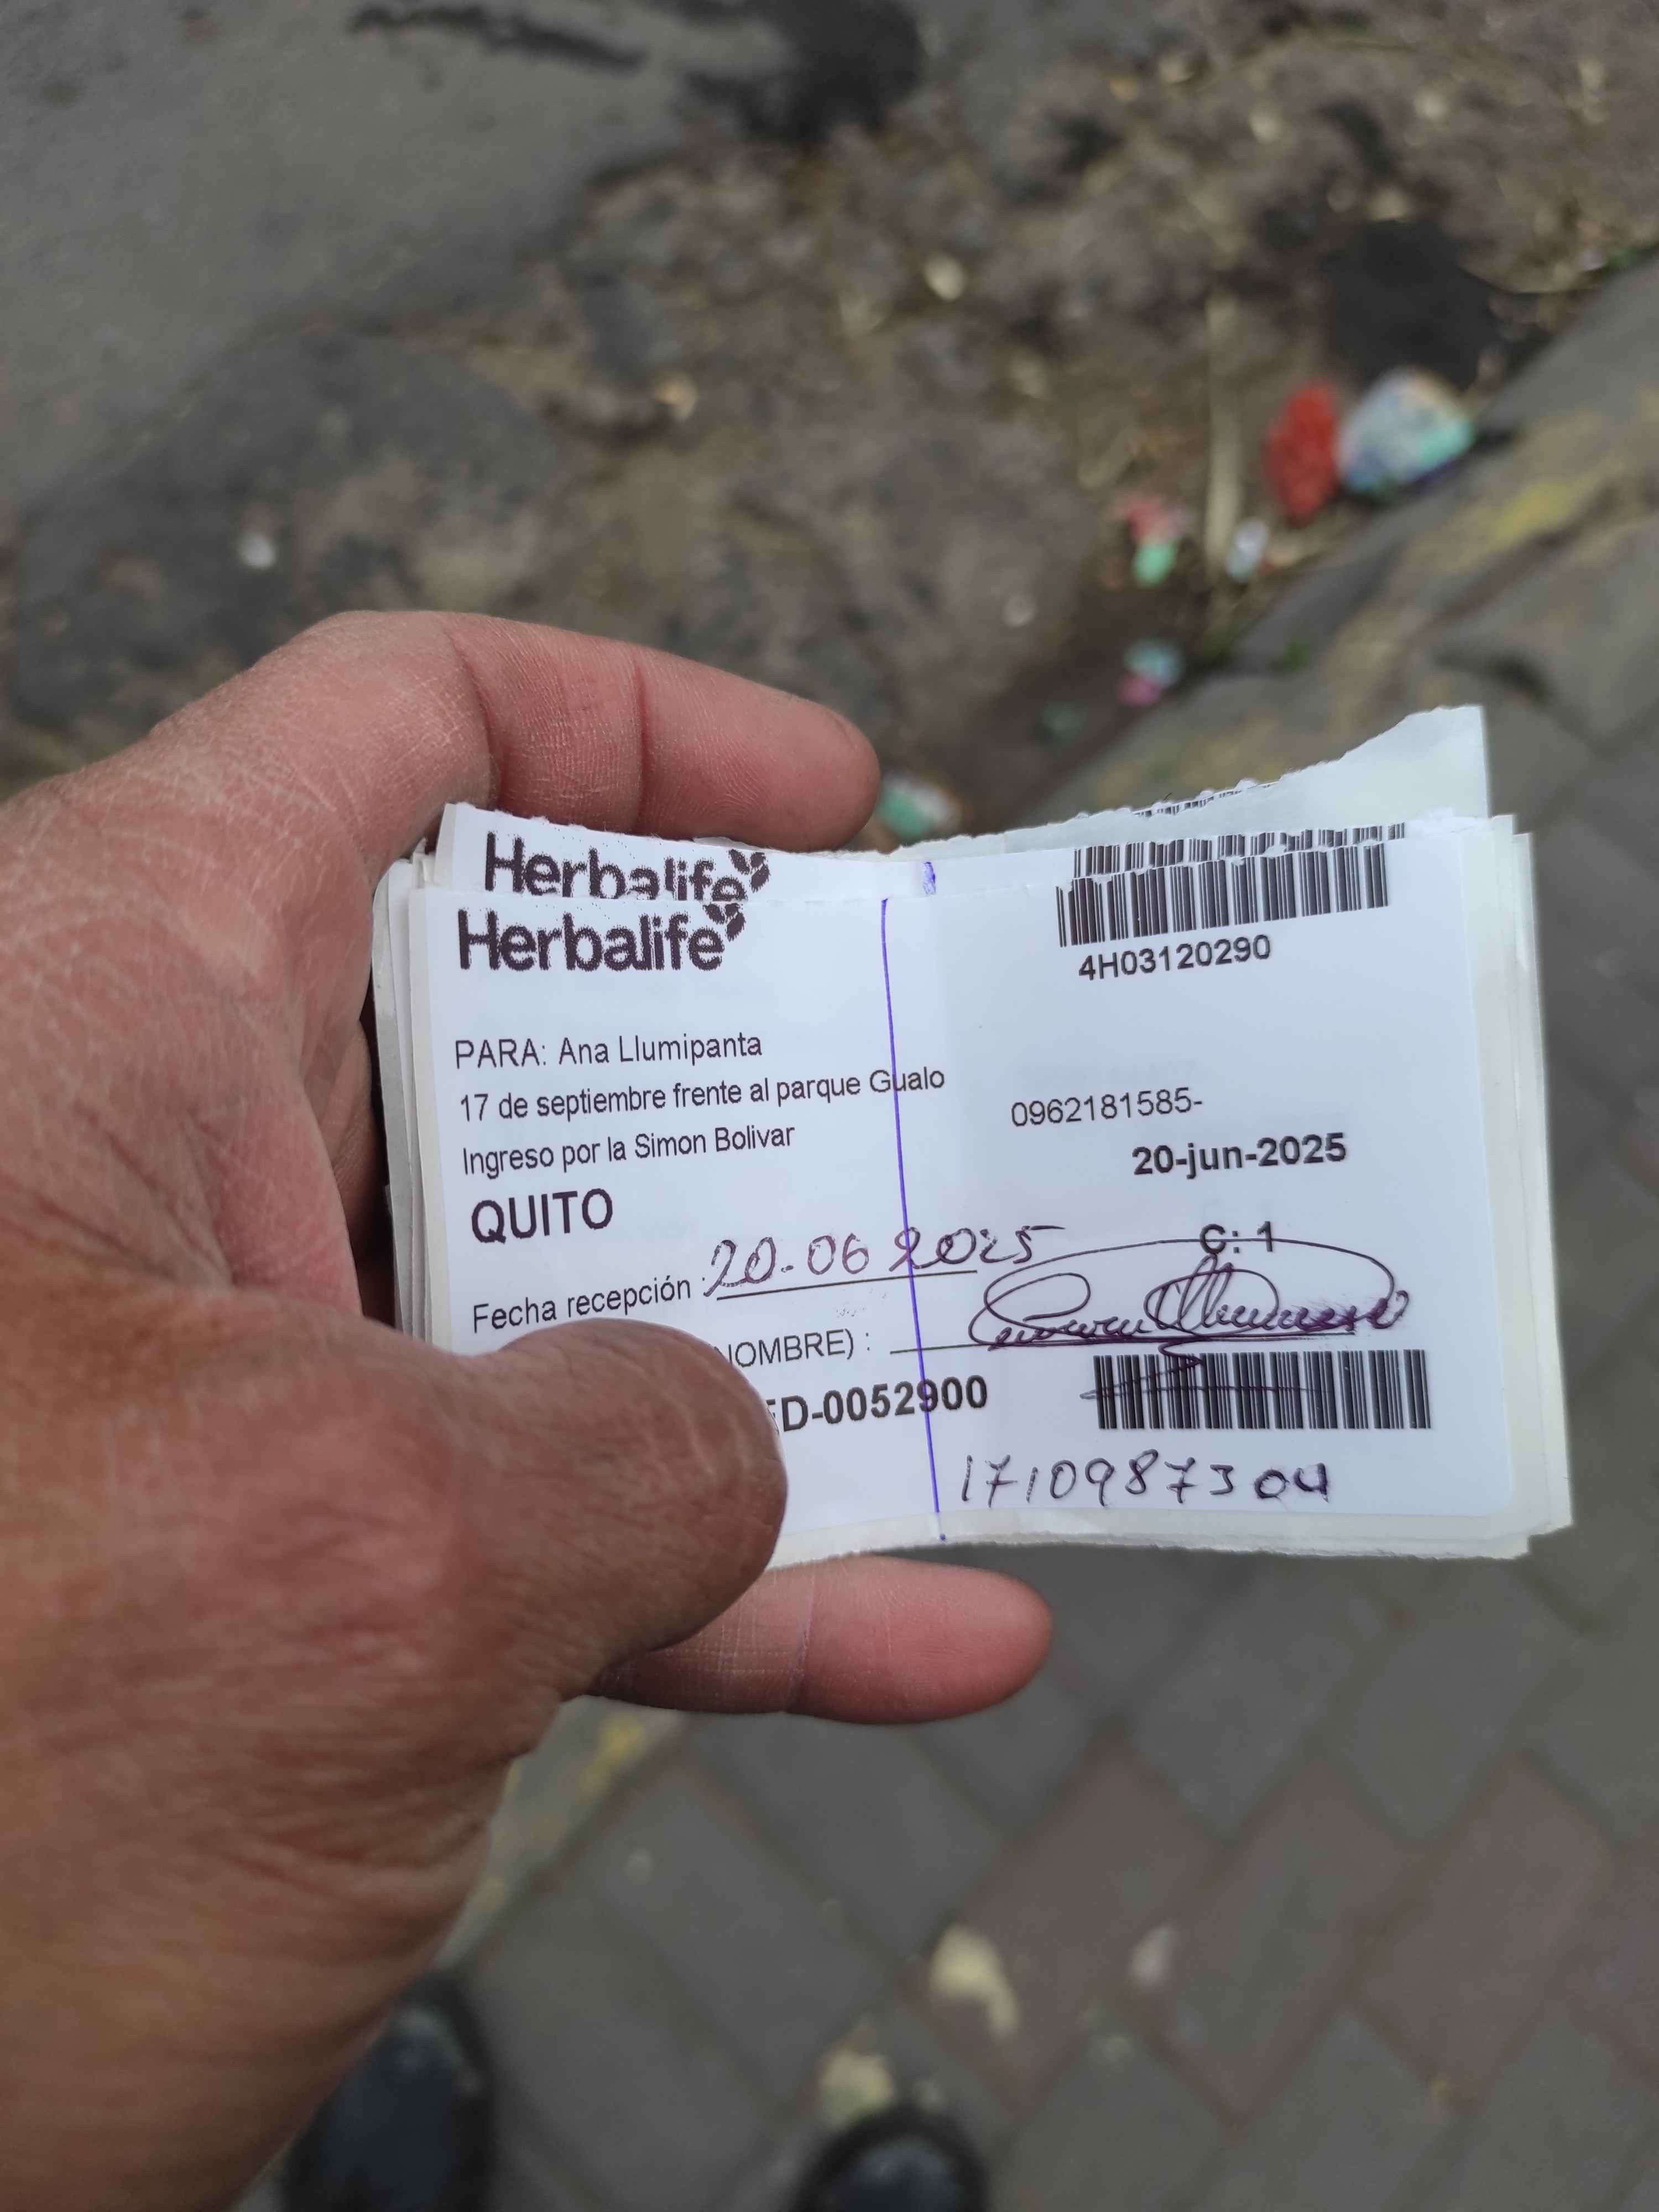 Herbalife
Herbalife
4H03120290
PARA: Ana Llumipanta
17 de septiembre frente al parque Gualo
0962181585-
Ingreso por la Simon Bolivar
20-jun-2025
QUITO
C: 1
Fecha recepción : 20-06 2025
NOMBRE) :
ED-0052900
1710987304